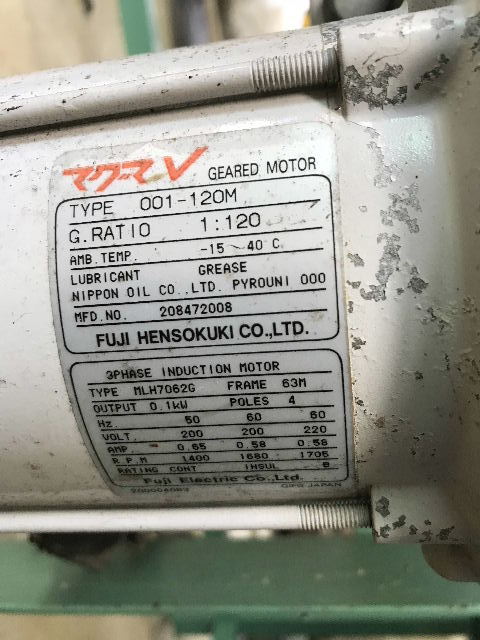 マクーマV GEARED MOTOR
TYPE 001-120M
G.RATIO 1:120
AMB.TEMP. -15~40°C
LUBRICANT GREASE
NIPPON OIL CO.,LTD. PYROUNI 000
MFD.NO. 208472008
FUJI HENSOKUKI CO.,LTD.
3PHASE INDUCTION MOTOR
TYPE MLH7062G FRAME 63M
OUTPUT 0.1kW POLES 4
Hz. 50 60 60
VOLT. 200 200 220
AMP. 0.65 0.58 0.58
R.P.M 1400 1680 1705
RATING CONT INSUL. B
Fuji Electric Co.,Ltd.
JAPAN